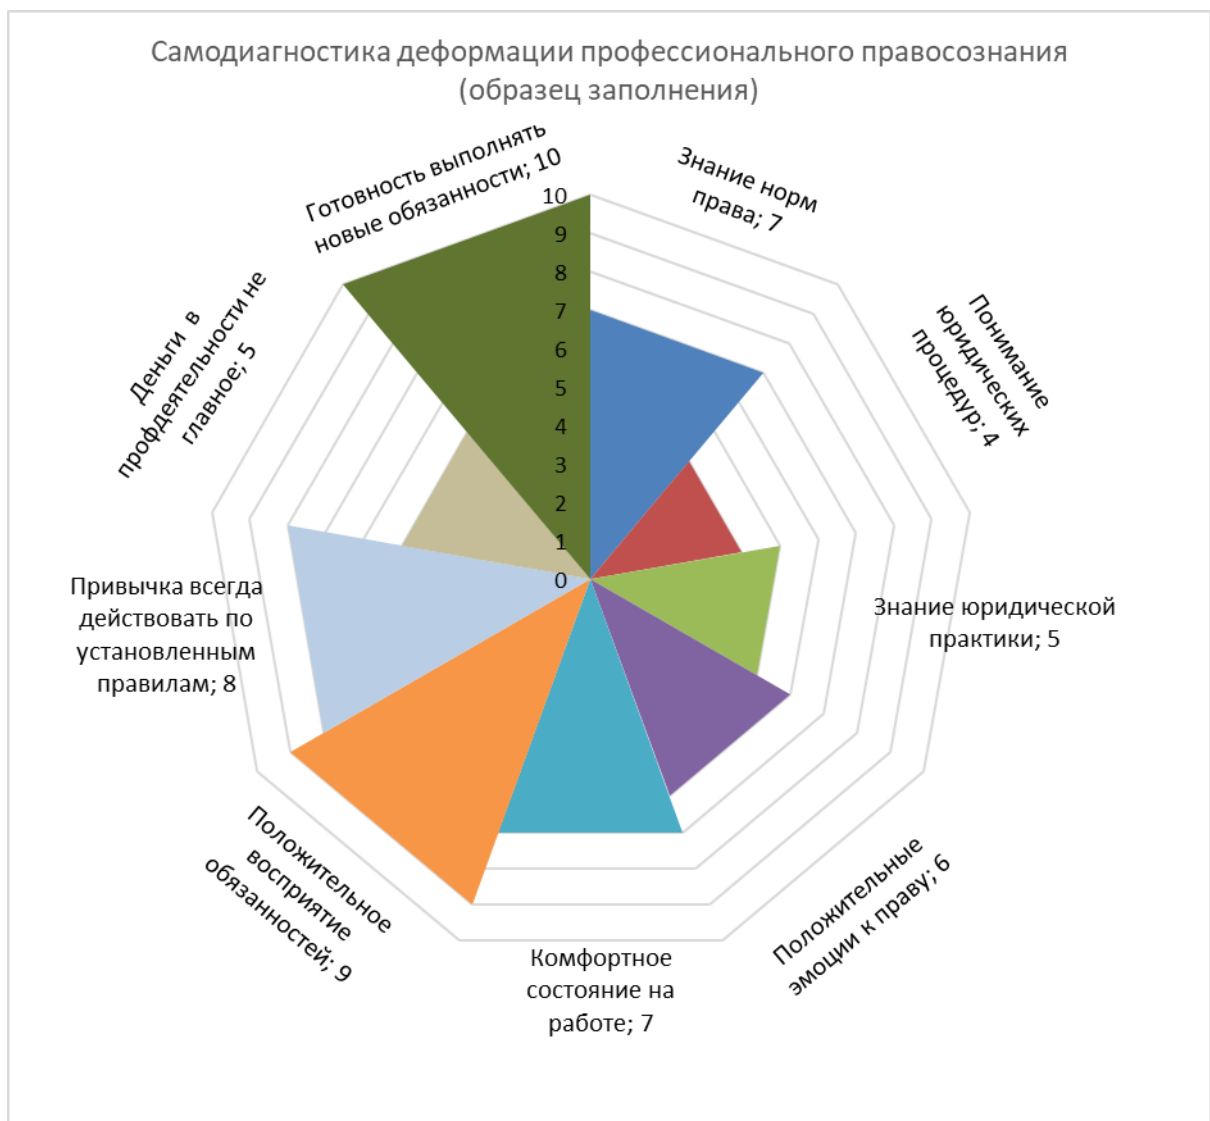 Самодиагностика деформации профессионального правосознания
(образец заполнения)
Готовность выполнять
новые обязанности; 10
Знание норм
права; 7
Понимание
юридических
процедур; 4
Знание юридической
практики; 5
Положительные
эмоции к праву; 6
Комфортное
состояние на
работе; 7
Положительное
восприятие
обязанностей; 9
Привычка всегда
действовать по
установленным
правилам; 8
Деньги в
профдеятельности не
главное; 5
10
9
8
7
6
5
4
3
2
1
0